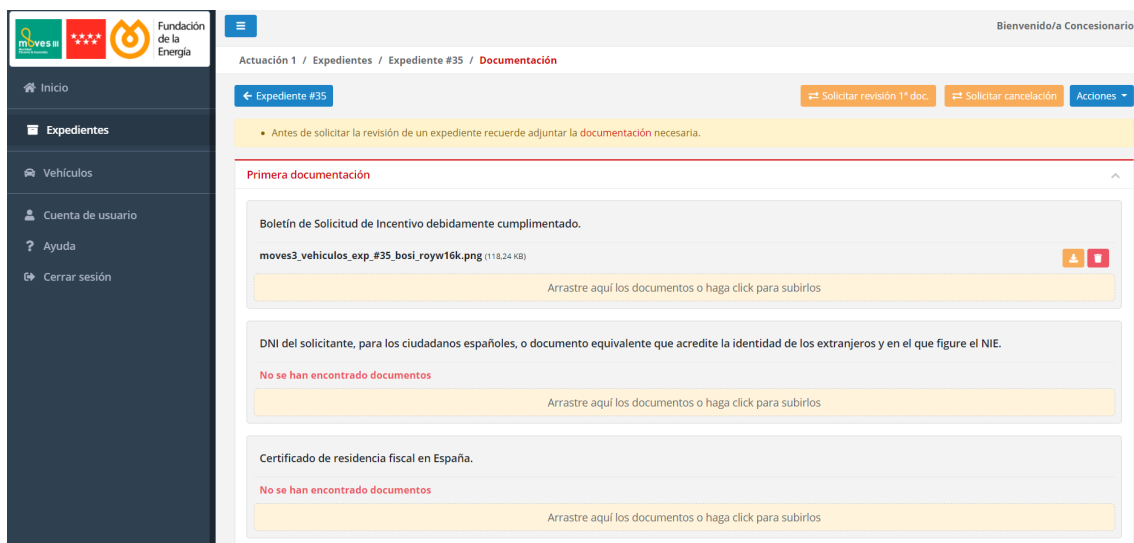 moves III
Fundación
de la
Energía
Bienvenido/a Concesionario
Actuación 1 / Expedientes / Expediente #35 / Documentación
Inicio
Expedientes
Vehículos
Cuenta de usuario
Ayuda
Cerrar sesión
Expediente #35
Solicitar revisión 1ª doc.
Solicitar cancelación
Acciones
• Antes de solicitar la revisión de un expediente recuerde adjuntar la documentación necesaria.
Primera documentación
Boletín de Solicitud de Incentivo debidamente cumplimentado.
moves3_vehiculos_exp_#35_bosi_royw16k.png (118,24 KB)
Arrastre aquí los documentos o haga click para subirlos
DNI del solicitante, para los ciudadanos españoles, o documento equivalente que acredite la identidad de los extranjeros y en el que figure el NIE.
No se han encontrado documentos
Arrastre aquí los documentos o haga click para subirlos
Certificado de residencia fiscal en España.
No se han encontrado documentos
Arrastre aquí los documentos o haga click para subirlos